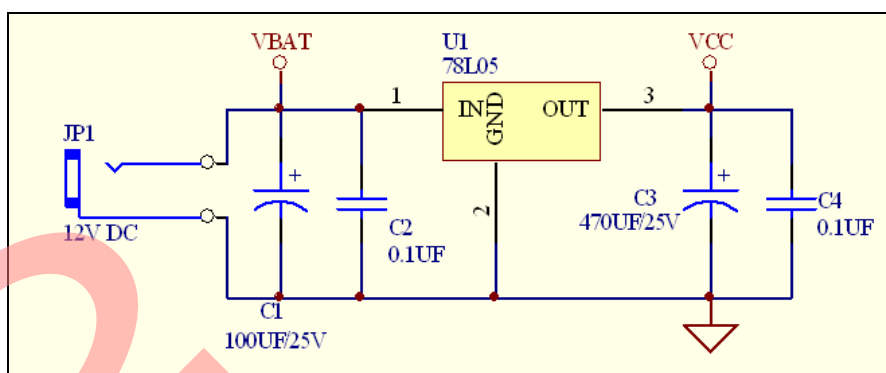 VBAT
U1
78L05
VCC
1
IN
GND
OUT
3
JP1
12V DC
+
C2
0.1UF
2
+
C3
470UF/25V
C4
0.1UF
C1
100UF/25V